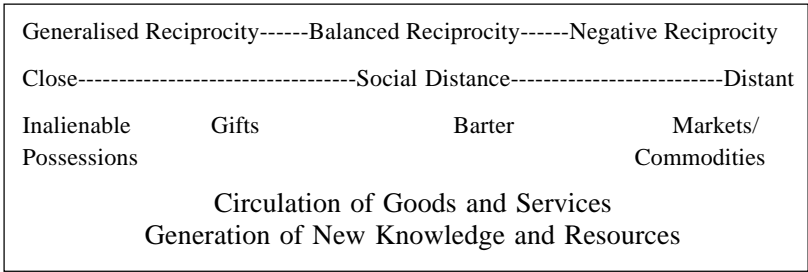 Generalised Reciprocity------Balanced Reciprocity------Negative Reciprocity
Close----------------------------------Social Distance--------------------------Distant
Inalienable Gifts Barter Markets/
Possessions Commodities
Circulation of Goods and Services
Generation of New Knowledge and Resources